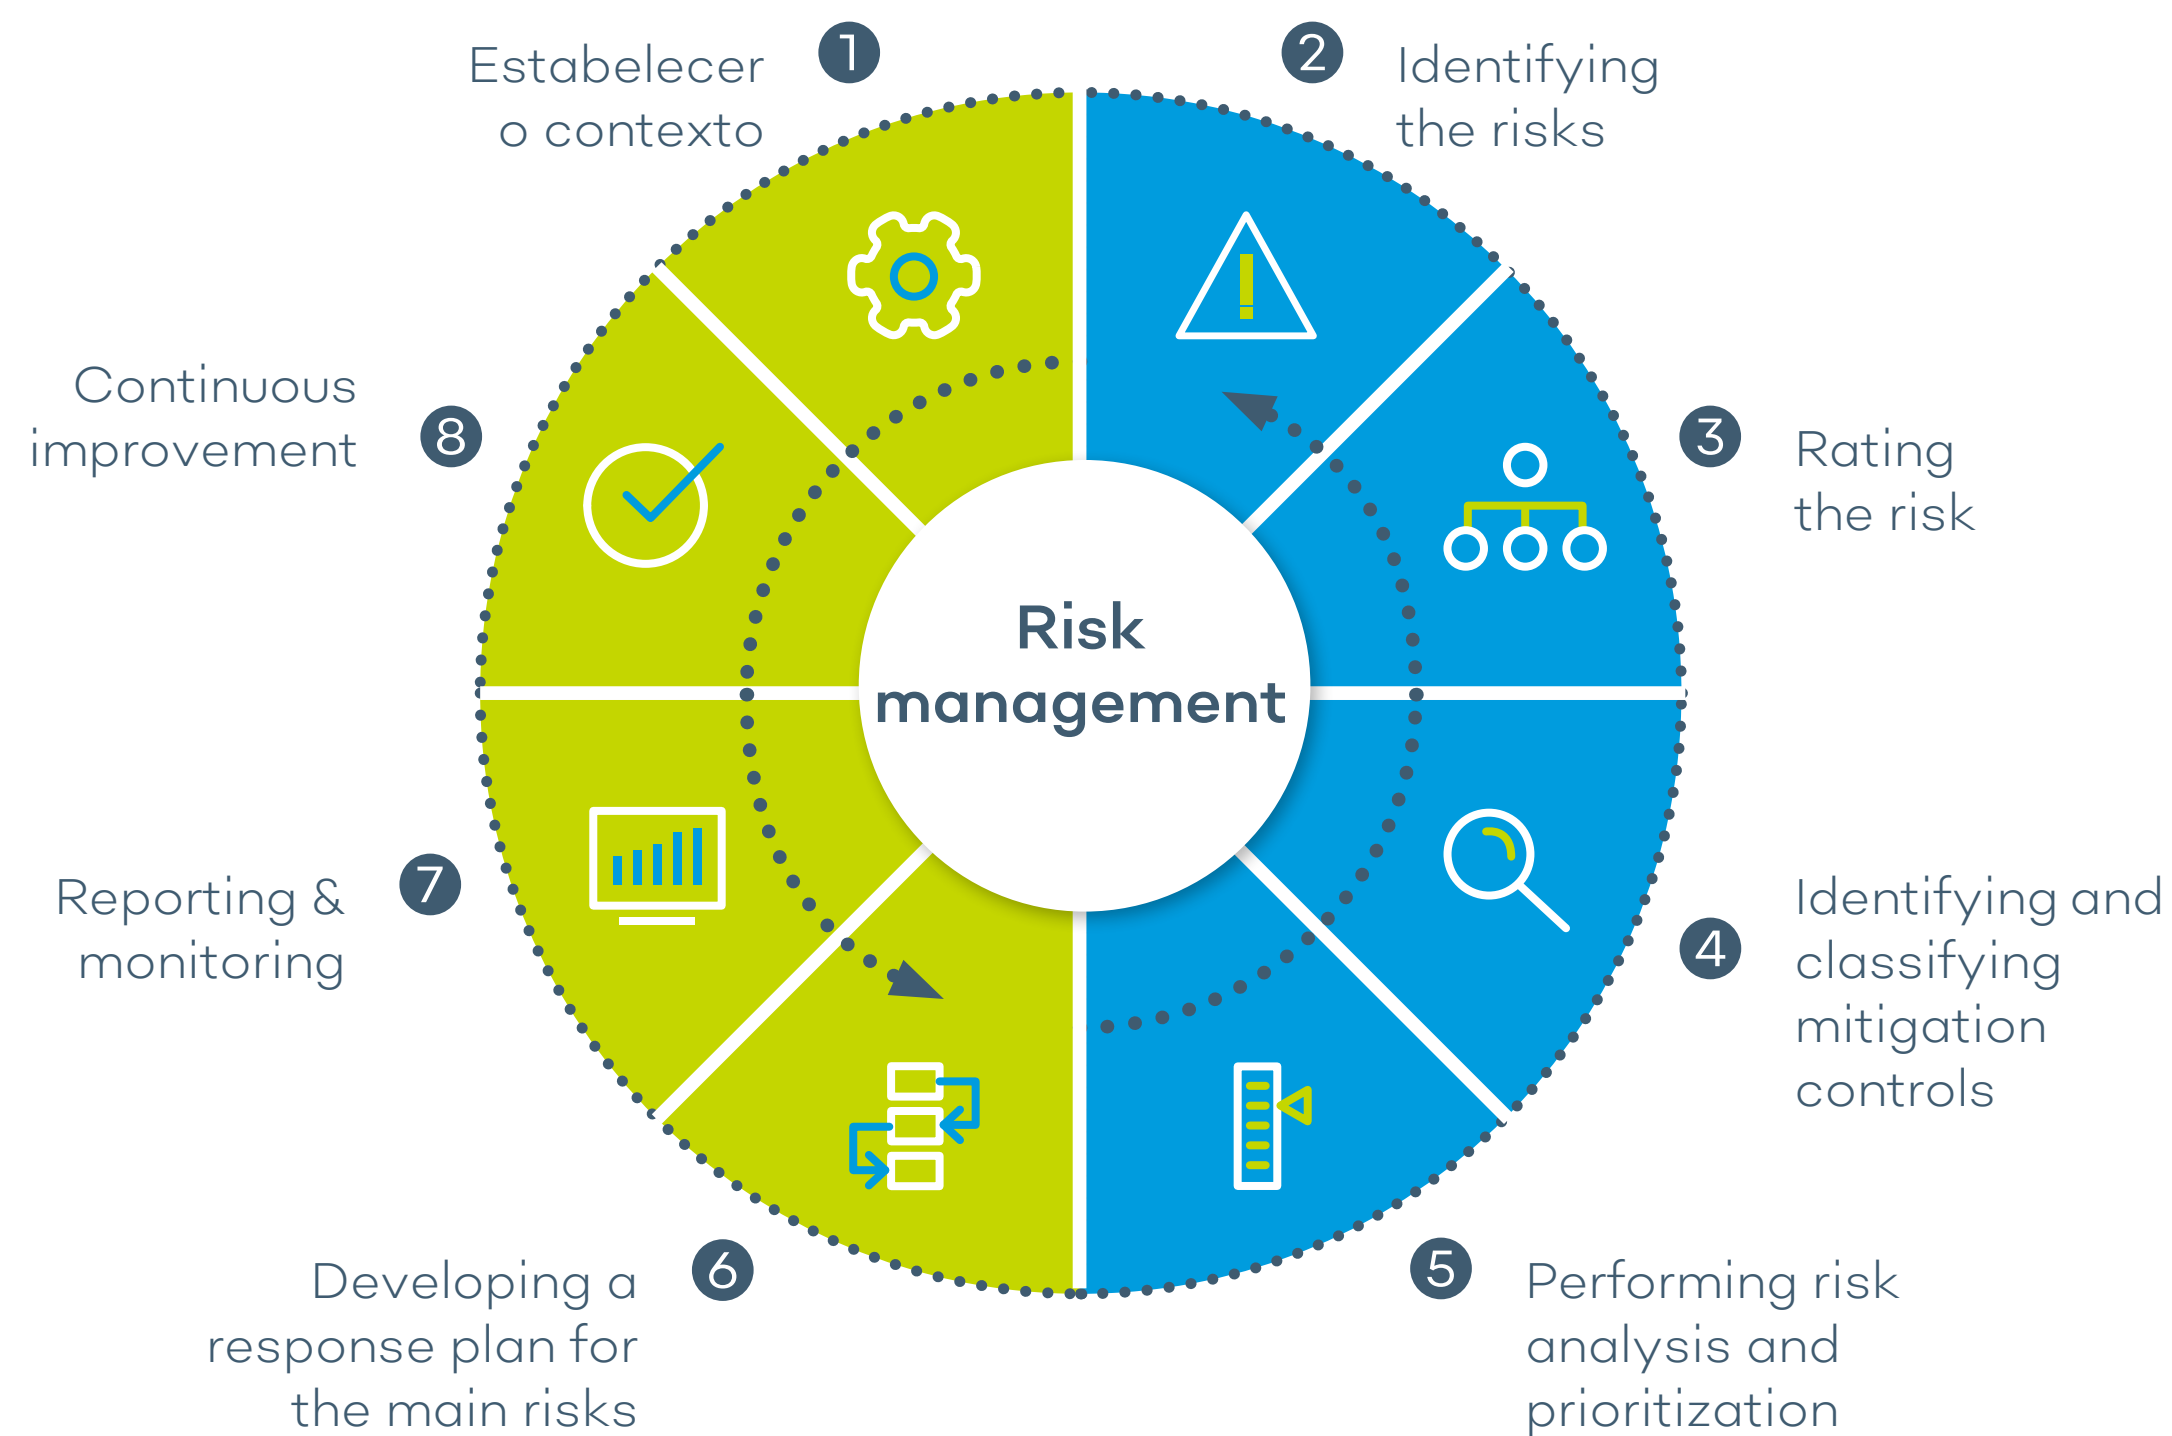 1
Estabelecer
o contexto
2
Identifying
the risks
3
Rating
the risk
4
Identifying and
classifying
mitigation
controls
5
Performing risk
analysis and
prioritization
6
Developing a
response plan for
the main risks
7
Reporting &
monitoring
8
Continuous
improvement
Risk
management